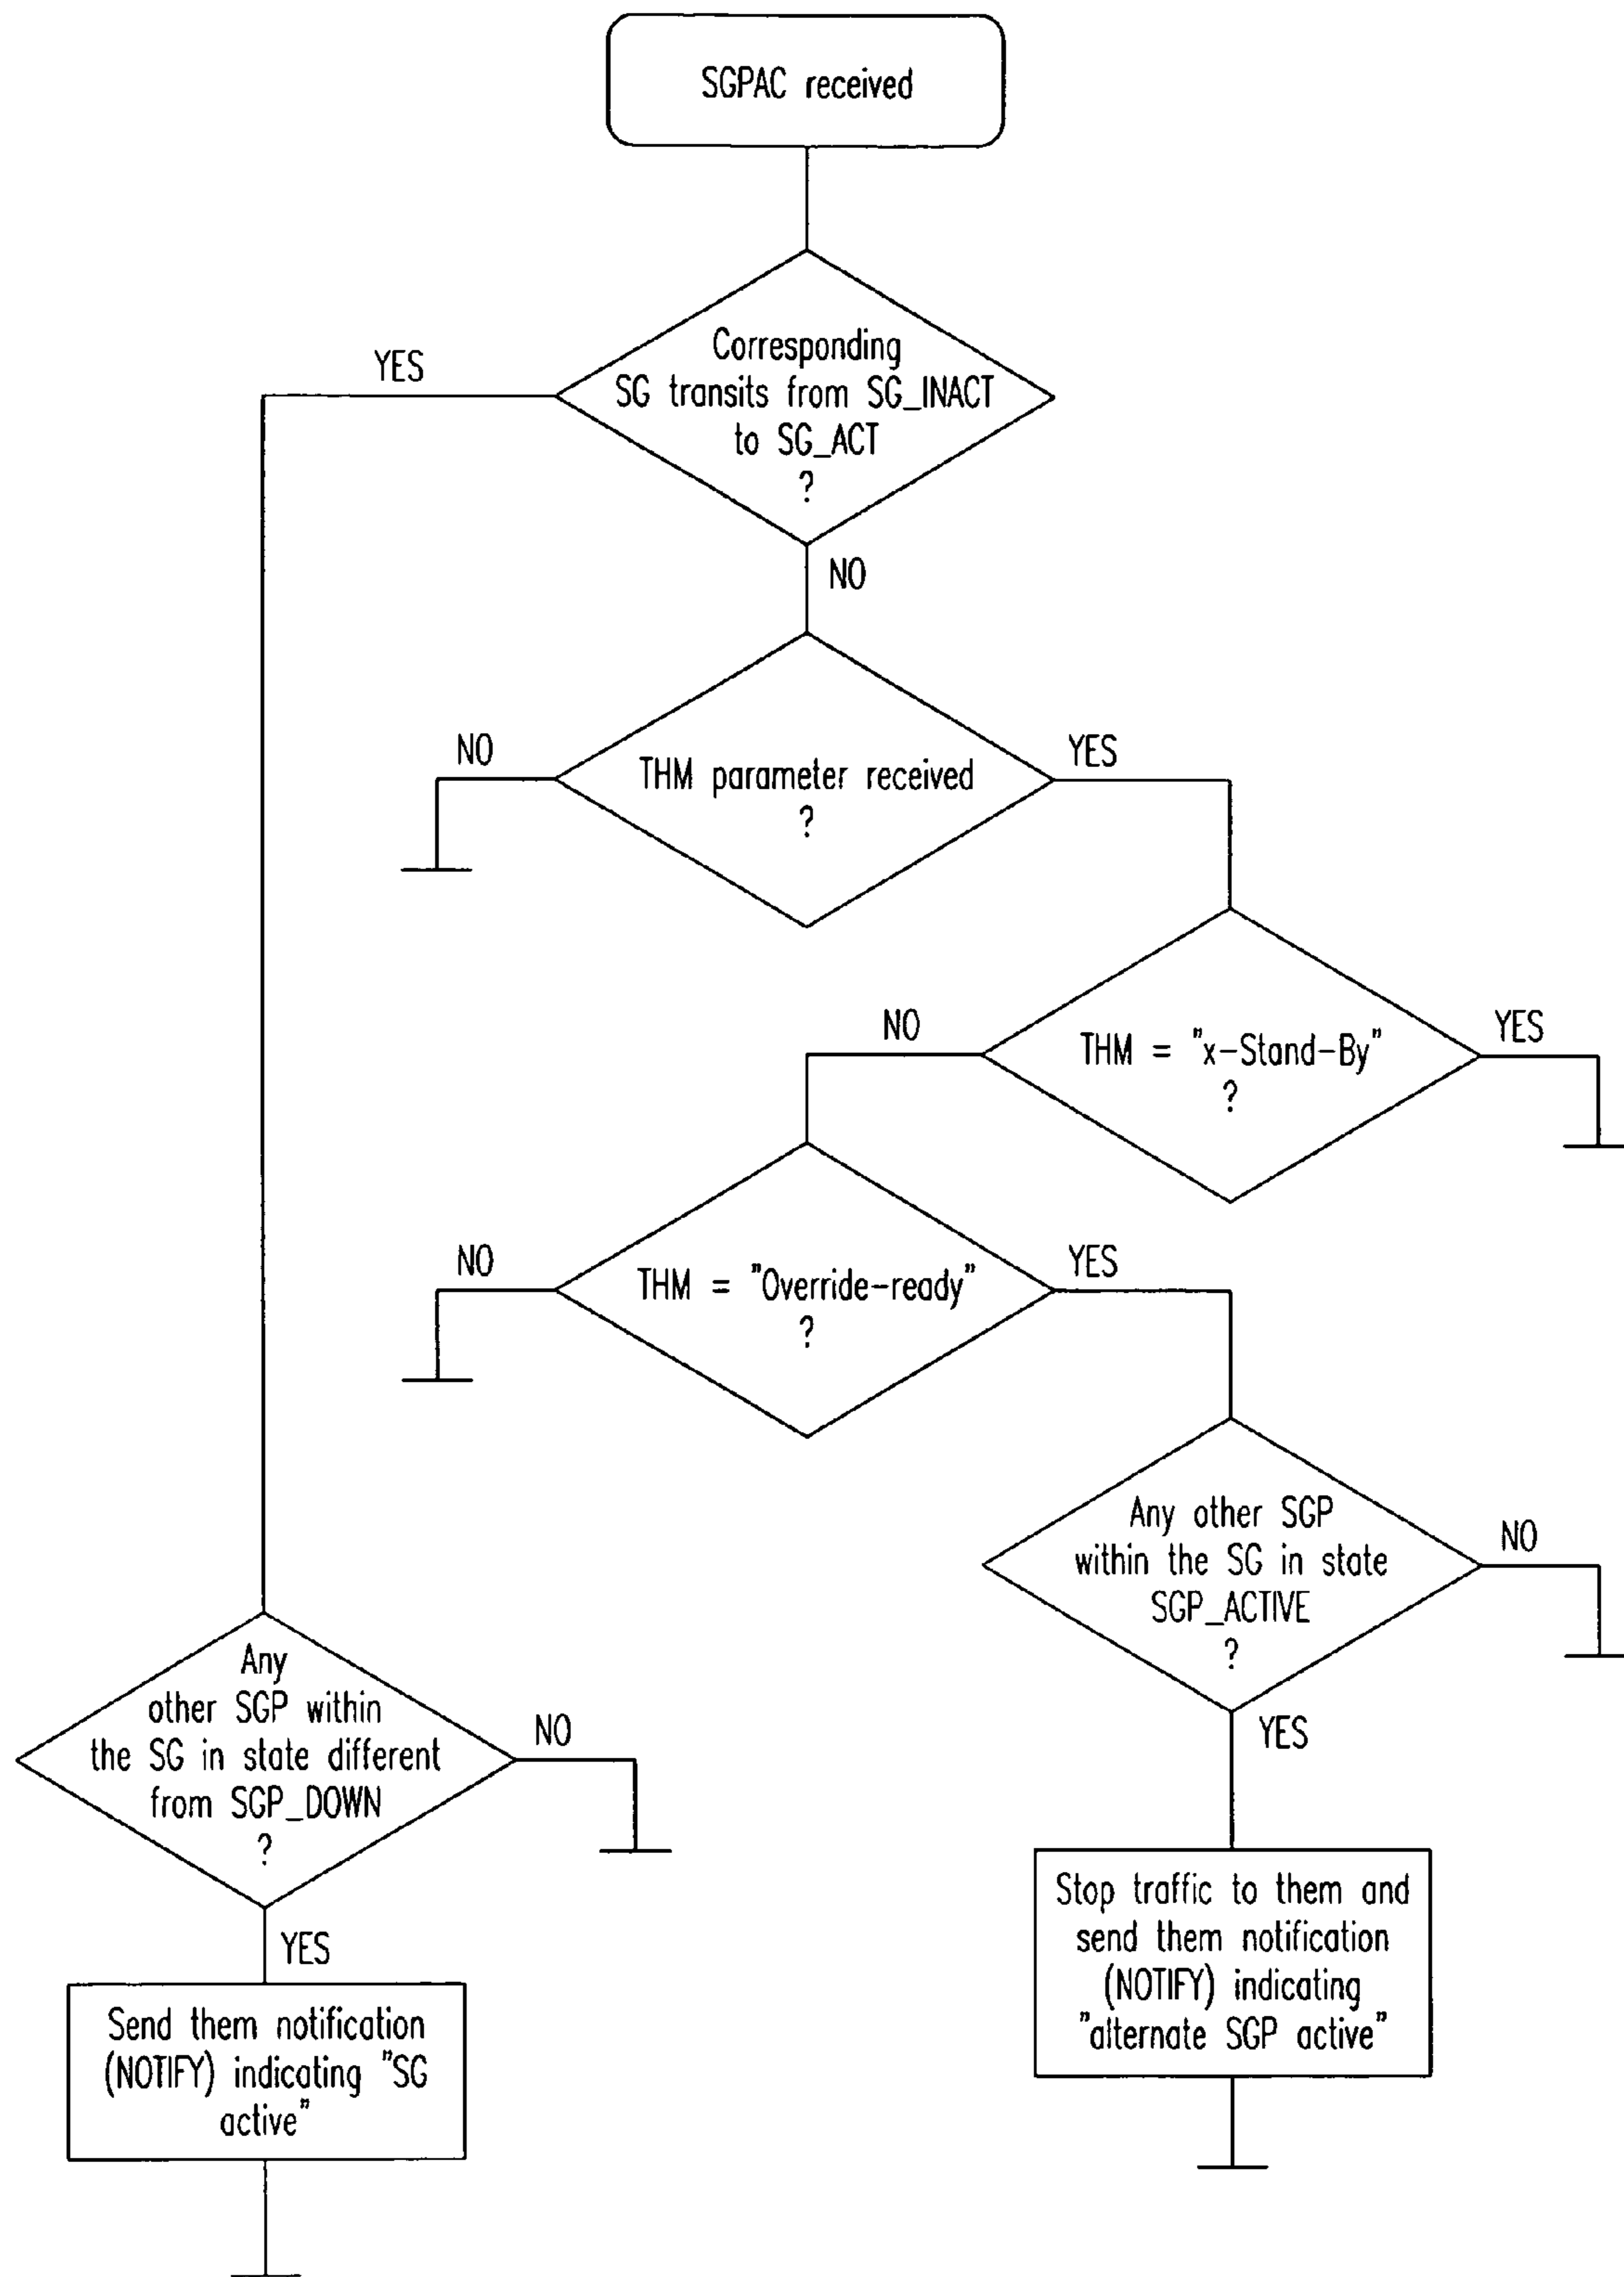 SGPAC received
Corresponding
SG transits from SG_INACT
to SG_ACT
?
YES
NO
THM parameter received
?
NO
YES
THM = "x-Stand-By"
?
NO
YES
THM = "Override-ready"
?
NO
YES
Any other SGP
within the SG in state
SGP_ACTIVE
?
NO
YES
Any
other SGP within
the SG in state different
from SGP_DOWN
?
NO
YES
Stop traffic to them and
send them notification
(NOTIFY) indicating
"alternate SGP active"
Send them notification
(NOTIFY) indicating "SG
active"